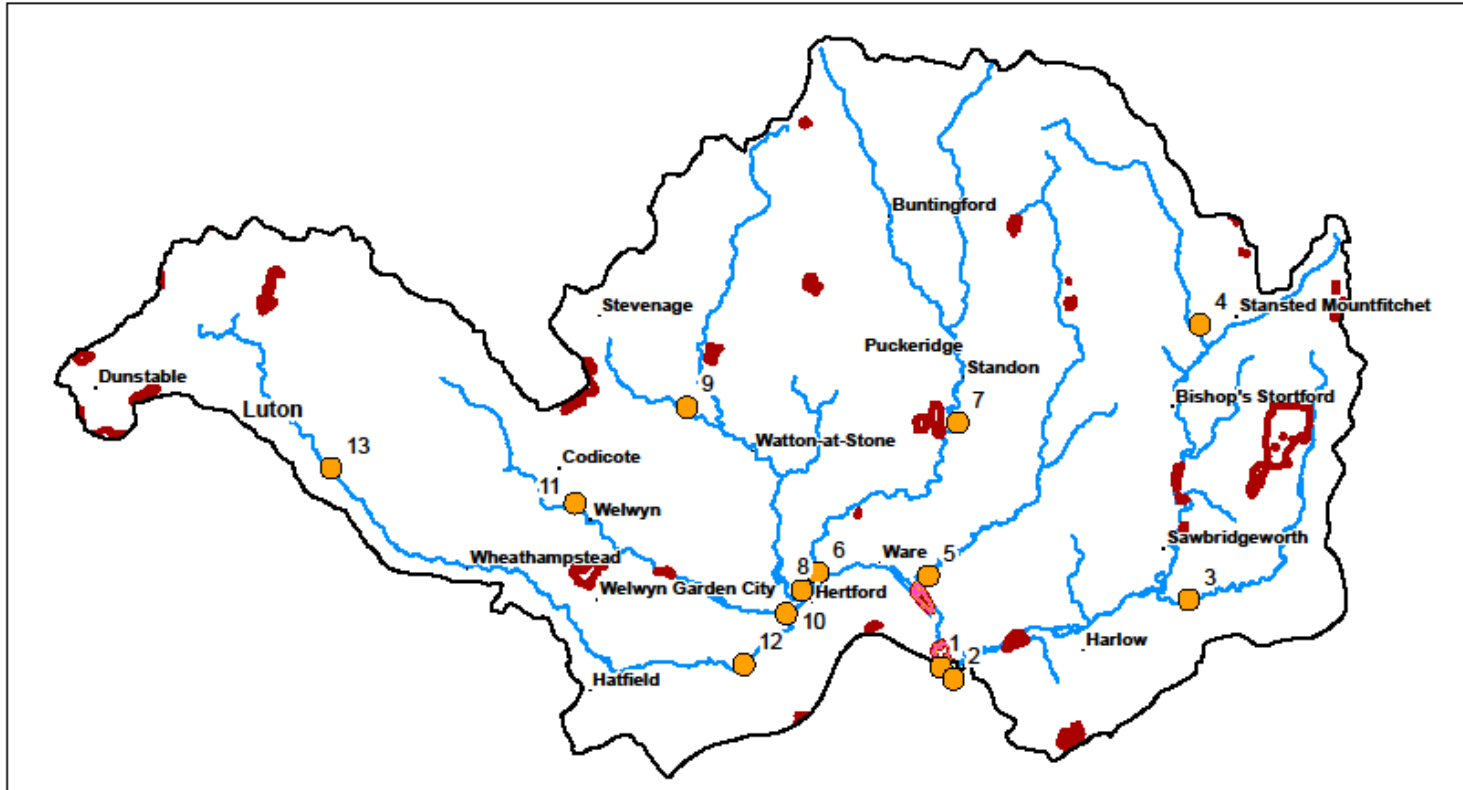 Buntingford
4
Stevenage
Stansted Mountfitchet
Puckeridge
Standon
Dunstable
9
7
Bishop's Stortford
Luton
Watton-at-Stone
13
Codicote
11
Welwyn
Wheathampstead
8
6
Ware
5
Sawbridgeworth
Welwyn Garden City
Hertford
3
10
12
1
2
Harlow
Hatfield